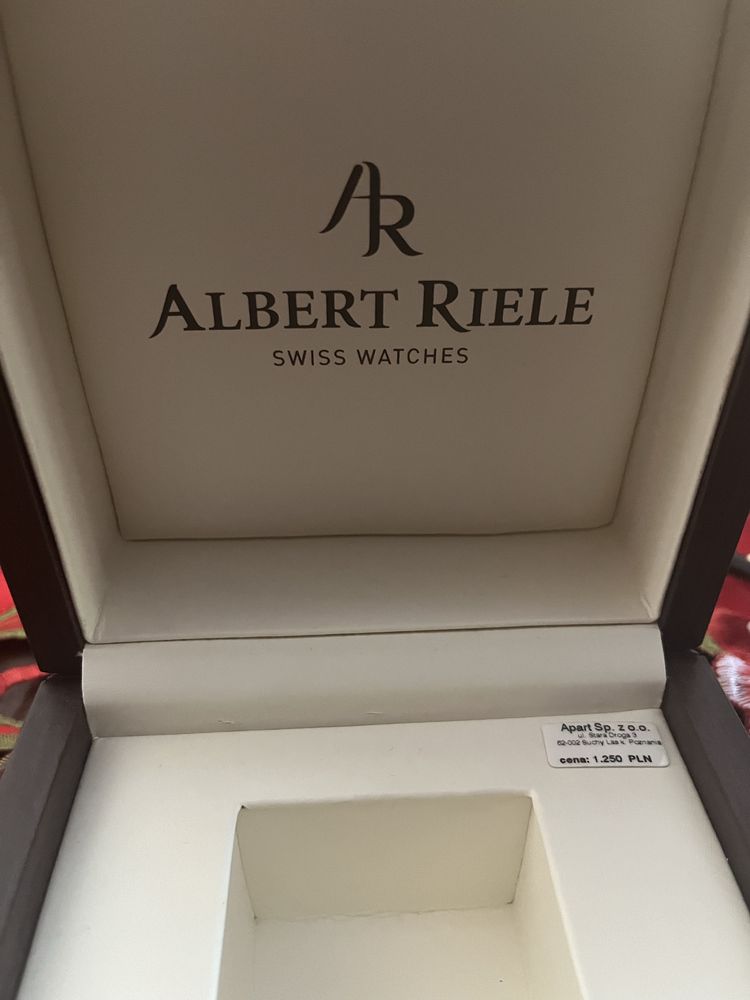 AR
ALBERT RIELE
SWISS WATCHES
Apart Sp. z o.o.
ul. Stara Droga 3
62-002 Suchy Las k. Poznania
cena: 1.250 PLN